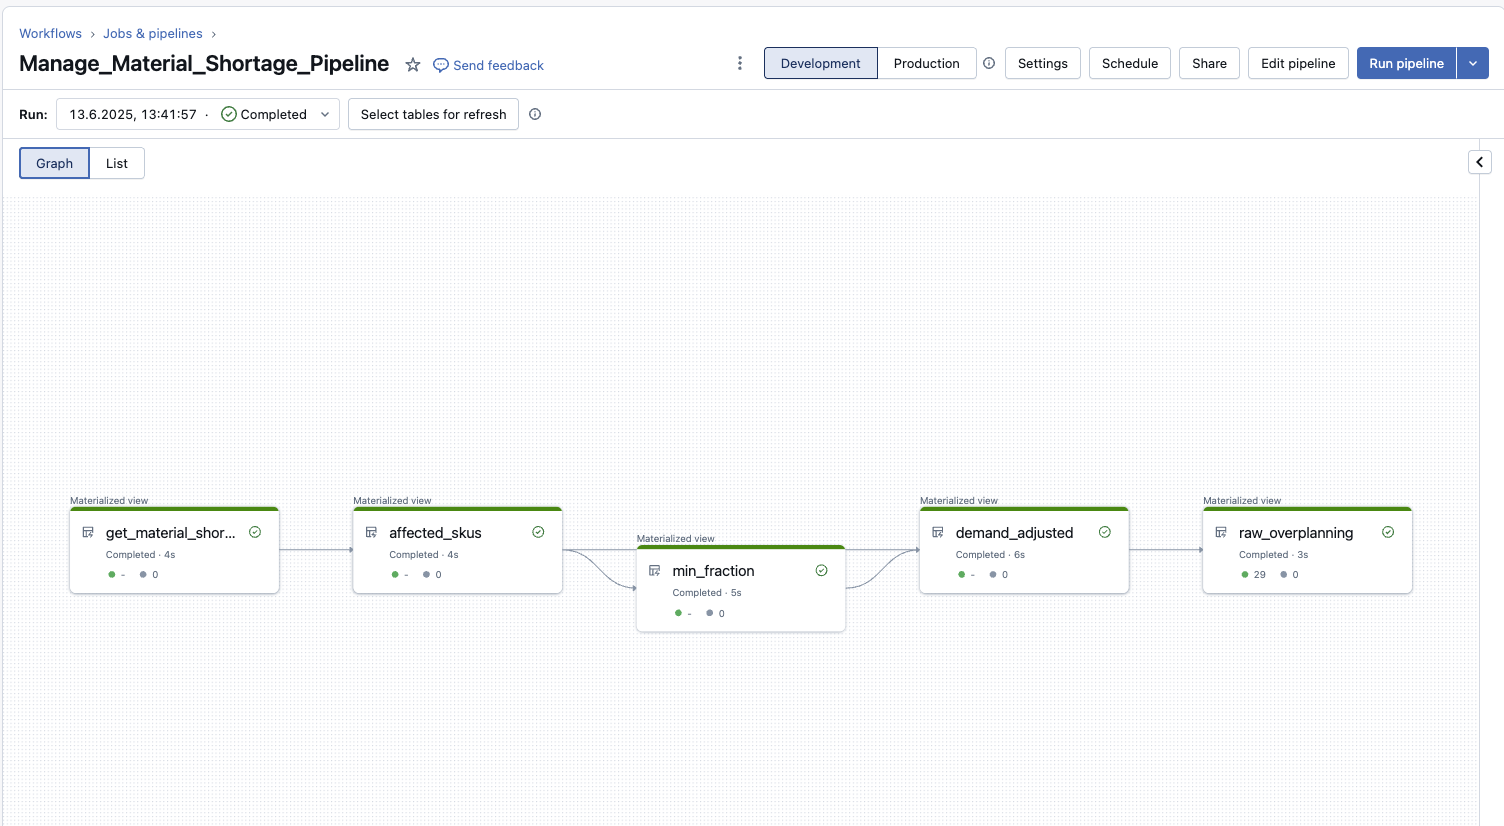 Workflows › Jobs & pipelines ›
Manage_Material_Shortage_Pipeline Send feedback
Development Production Settings Schedule Share Edit pipeline Run pipeline
Run: 13.6.2025, 13:41:57 · Completed Select tables for refresh
Graph List
Materialized view
get_material_shor...
Completed · 4s
- 0
Materialized view
affected_skus
Completed · 4s
- 0
Materialized view
min_fraction
Completed · 5s
- 0
Materialized view
demand_adjusted
Completed · 6s
- 0
Materialized view
raw_overplanning
Completed · 3s
29 0